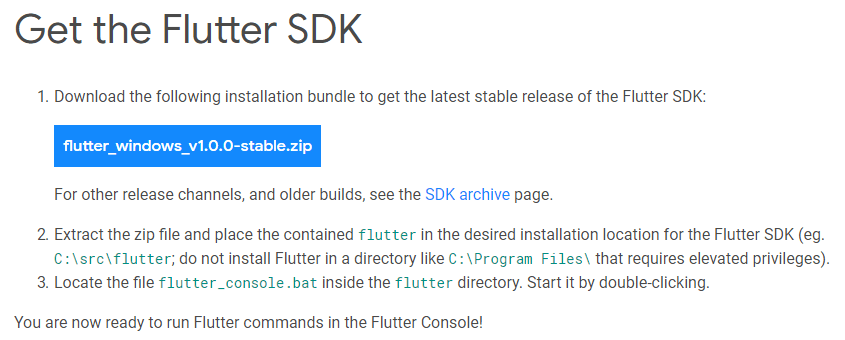 Get the Flutter SDK
1. Download the following installation bundle to get the latest stable release of the Flutter SDK:
flutter_windows_v1.0.0-stable.zip
For other release channels, and older builds, see the SDK archive page.
2. Extract the zip file and place the contained flutter in the desired installation location for the Flutter SDK (eg.
C:\src\flutter; do not install Flutter in a directory like C:\Program Files\ that requires elevated privileges).
3. Locate the file flutter_console.bat inside the flutter directory. Start it by double-clicking.
You are now ready to run Flutter commands in the Flutter Console!